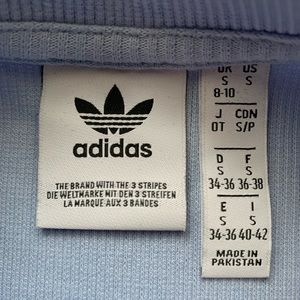 adidas
THE BRAND WITH THE 3 STRIPES
DIE WELTMARKE MIT DEN 3 STREIFEN
LA MARQUE AUX 3 BANDES
UK US
S S
8-10
J CDN
OT S/P
D F
S S
34-36 36-38
E I
S S
34-36 40-42
MADE IN
PAKISTAN